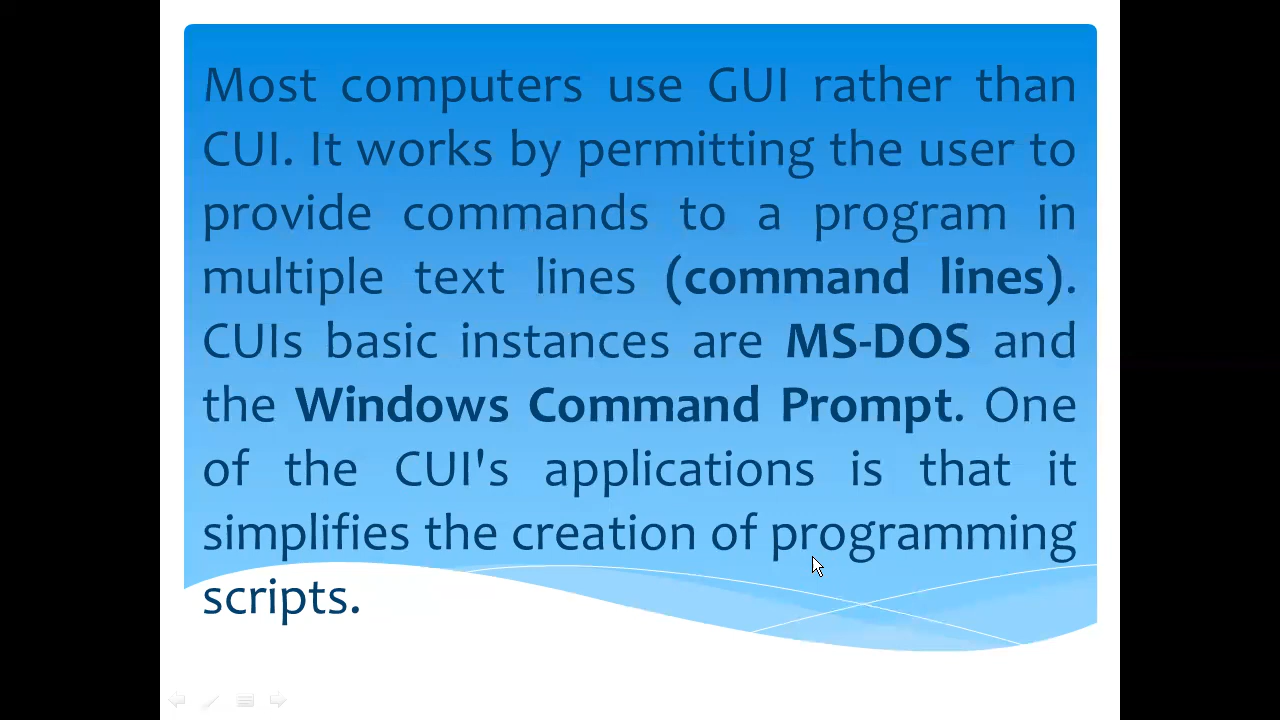 Most computers use GUI rather than
CUI. It works by permitting the user to
provide commands to a program in
multiple text lines (command lines).
CUIs basic instances are MS-DOS and
the Windows Command Prompt. One
of the CUI's applications is that it
simplifies the creation of programming
scripts.